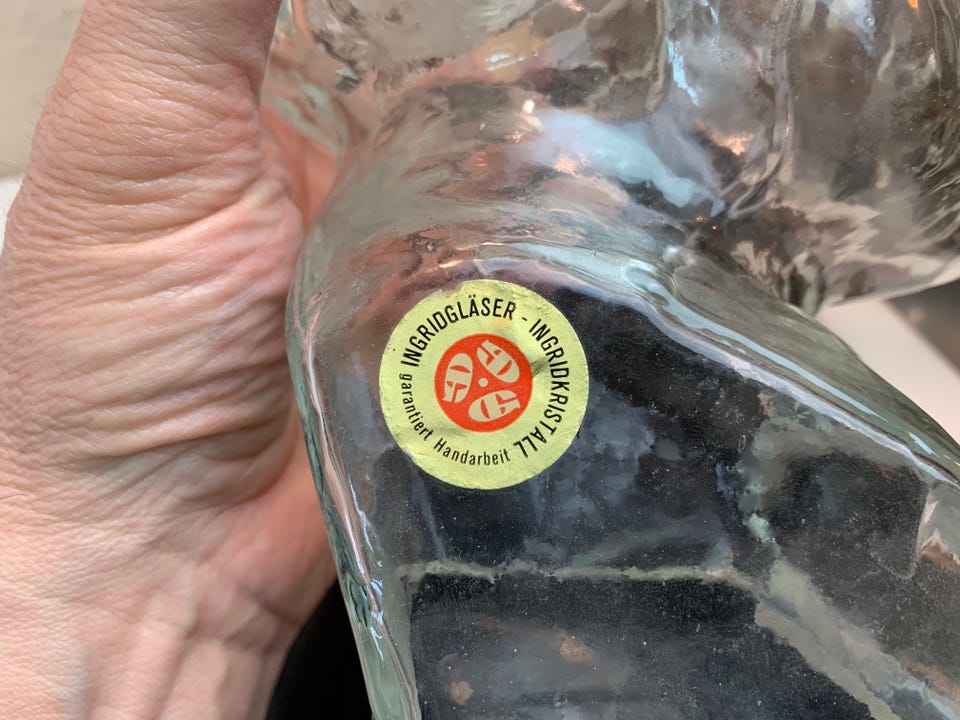 INGRIDGLÄSER - INGRIDKRISTALL
garantiert Handarbeit